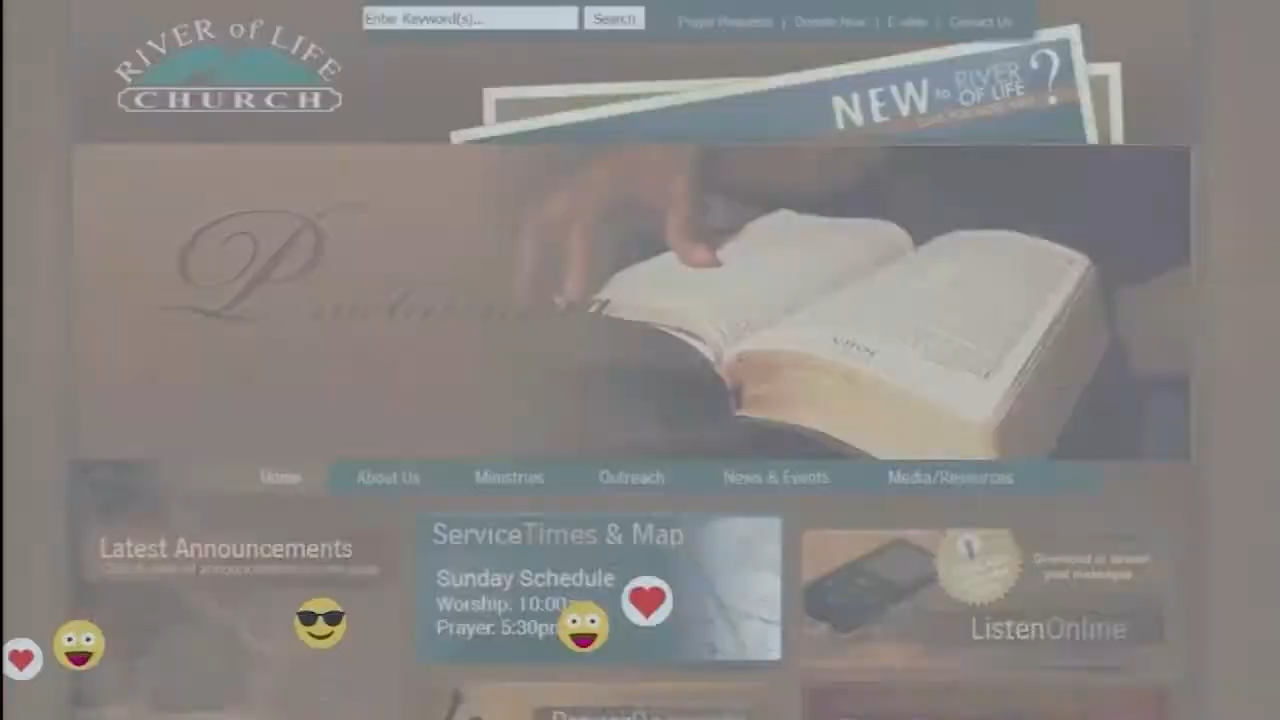 RIVER of LIFE
CHURCH
Enter Keyword(s)... Search
Prayer Requests | Donate Now | | Contact Us
NEW to RIVER OF LIFE ?
Home About Us Ministries Outreach News & Events Media/Resources
Latest Announcements
ServiceTimes & Map
Sunday Schedule
Worship: 10:00
Prayer: 5:30pm
Download or
ListenOnline